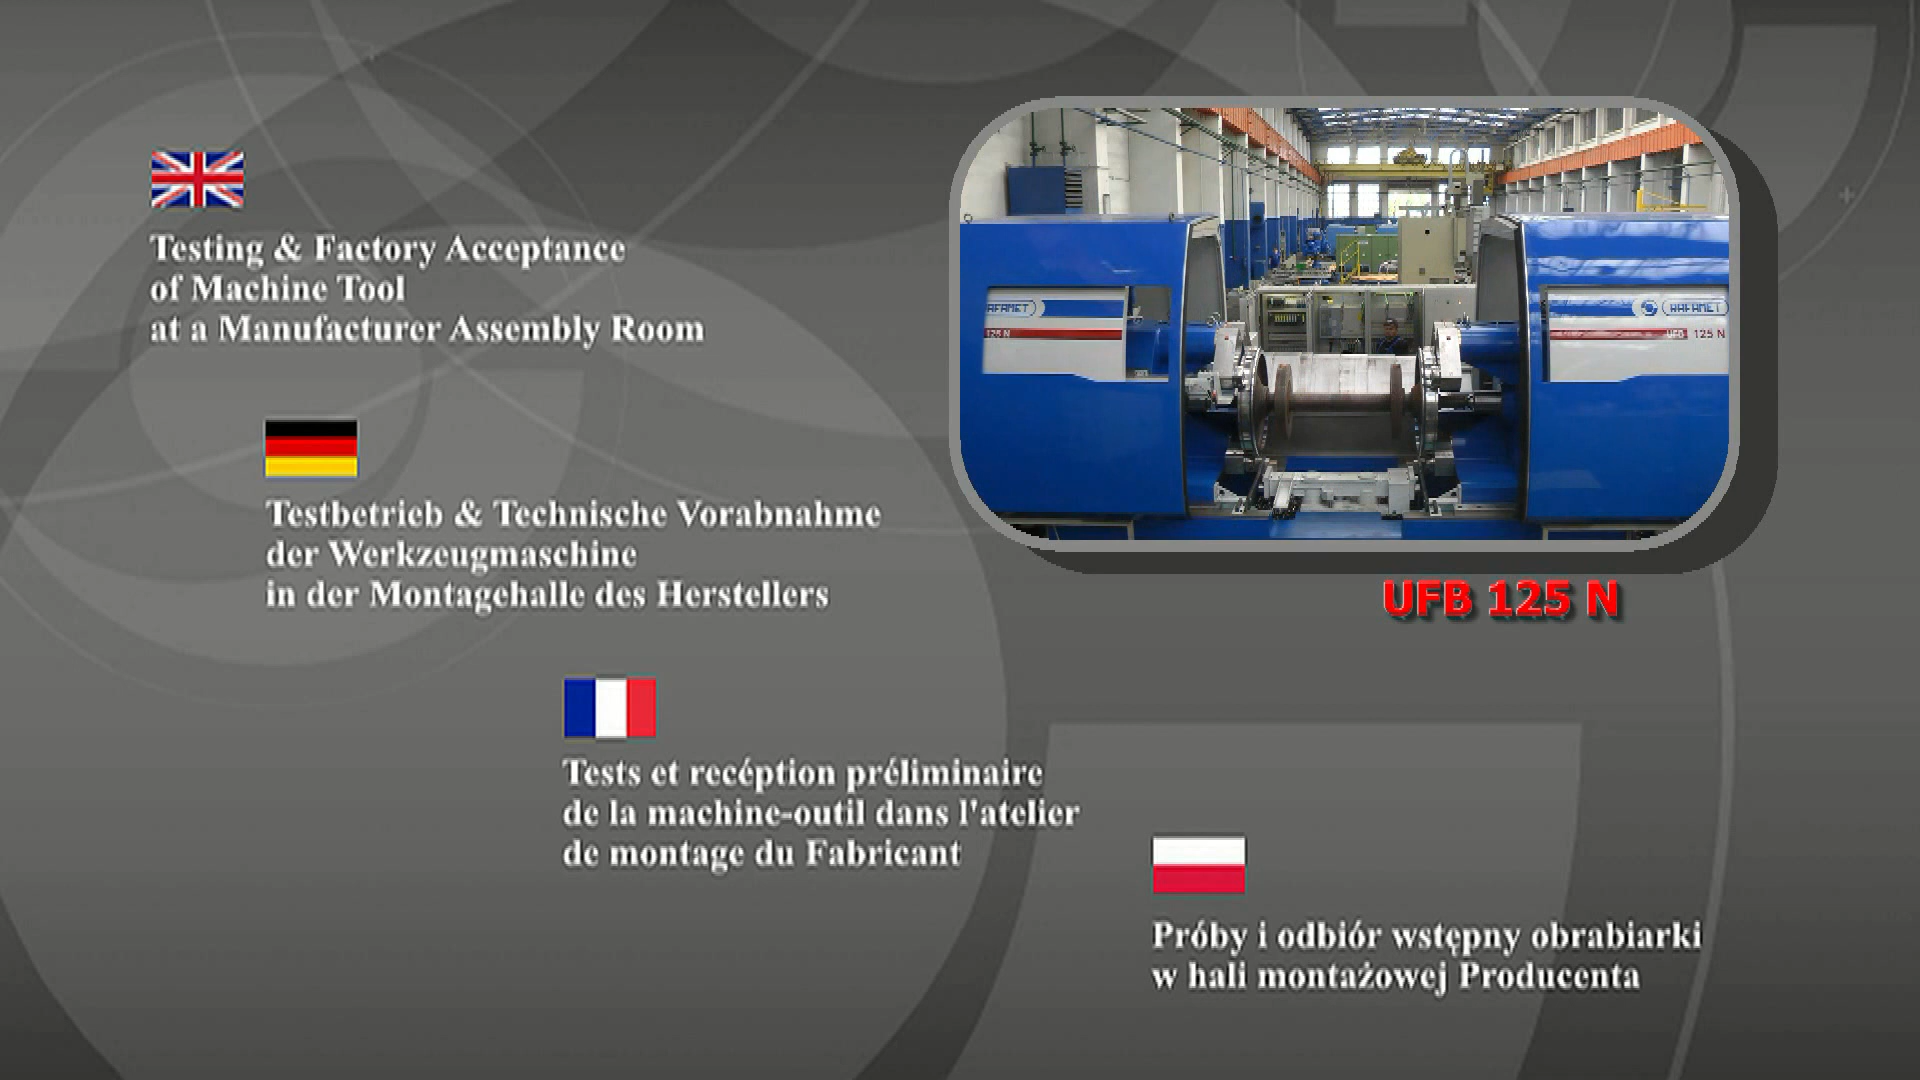 Testing & Factory Acceptance
of Machine Tool
at a Manufacturer Assembly Room
Testbetrieb & Technische Vorabnahme
der Werkzeugmaschine
in der Montagehalle des Herstellers
Tests et recéption préliminaire
de la machine-outil dans l'atelier
de montage du Fabricant
Próby i odbiór wstępny obrabiarki
w hali montażowej Producenta
AFAMET
125 N
RAFAMET
UFB 125 N
UFB 125 N